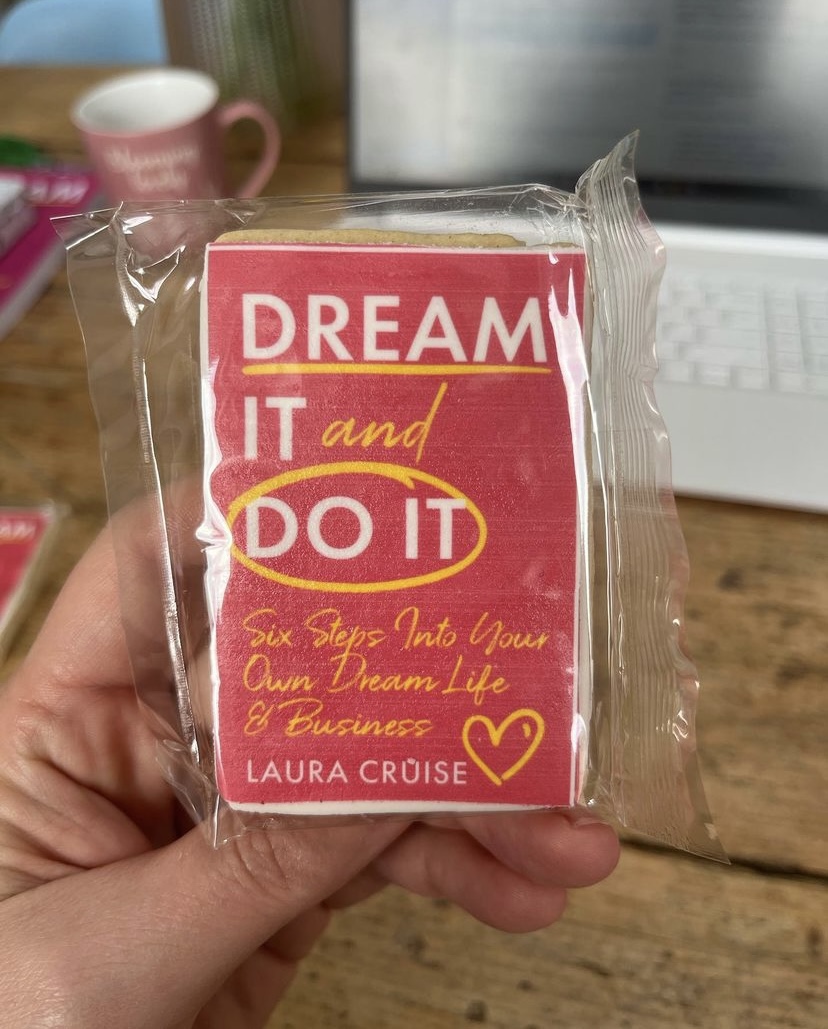 DREAM
IT and
DO IT
Six Steps Into Your
Own Dream Life
& Business
LAURA CRUISE